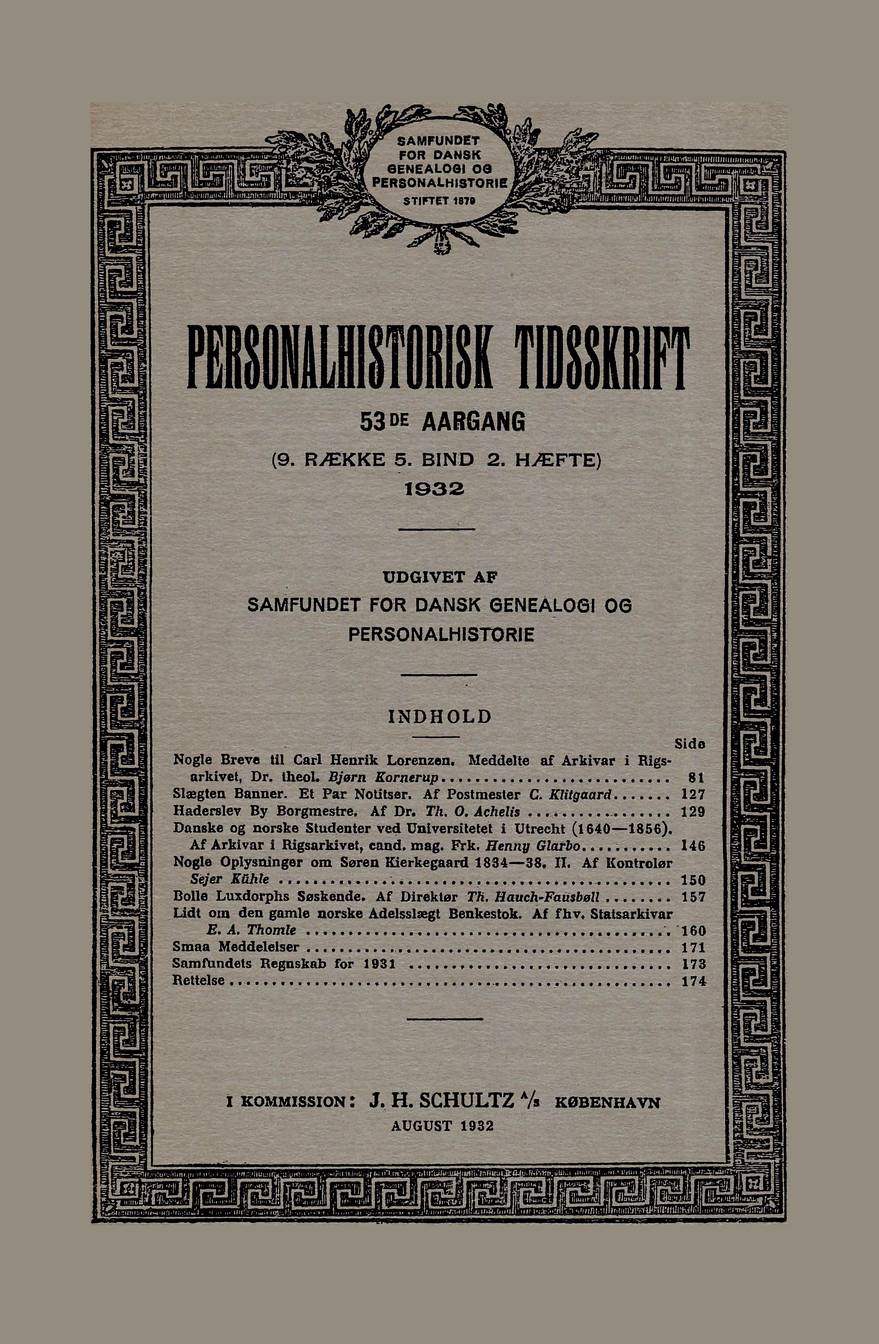 SAMFUNDET
FOR DANSK
GENEALOGI OG
PERSONALHISTORIE
STIFTET 1879
PERSONALHISTORISK TIDSSKRIFT
53DE AARGANG
(9. RÆKKE 5. BIND 2. HÆFTE)
1932
UDGIVET AF
SAMFUNDET FOR DANSK GENEALOGI OG
PERSONALHISTORIE
INDHOLD
Side
Nogle Breve til Carl Henrik Lorenzen. Meddelte af Arkivar i Rigs-
arkivet, Dr. theol. Bjørn Kornerup........................... 81
Slægten Banner. Et Par Notitser. Af Postmester C. Klitgaard....... 127
Haderslev By Borgmestre. Af Dr. Th. O. Achelis ................. 129
Danske og norske Studenter ved Universitetet i Utrecht (1640—1856).
Af Arkivar i Rigsarkivet, cand. mag. Frk. Henny Glarbo........... 146
Nogle Oplysninger om Søren Kierkegaard 1834—38. II. Af Kontrolør
Sejer Kühle .............................................. 150
Bolle Luxdorphs Søskende. Af Direktør Th. Hauch-Fausbøll ........ 157
Lidt om den gamle norske Adelsslægt Benkestok. Af fhv. Statsarkivar
E. A. Thomle ........................................... 160
Smaa Meddelelser ........................................... 171
Samfundets Regnskab for 1931 ............................... 173
Rettelse.................................................... 174
I KOMMISSION: J. H. SCHULTZ A/S KØBENHAVN
AUGUST 1932